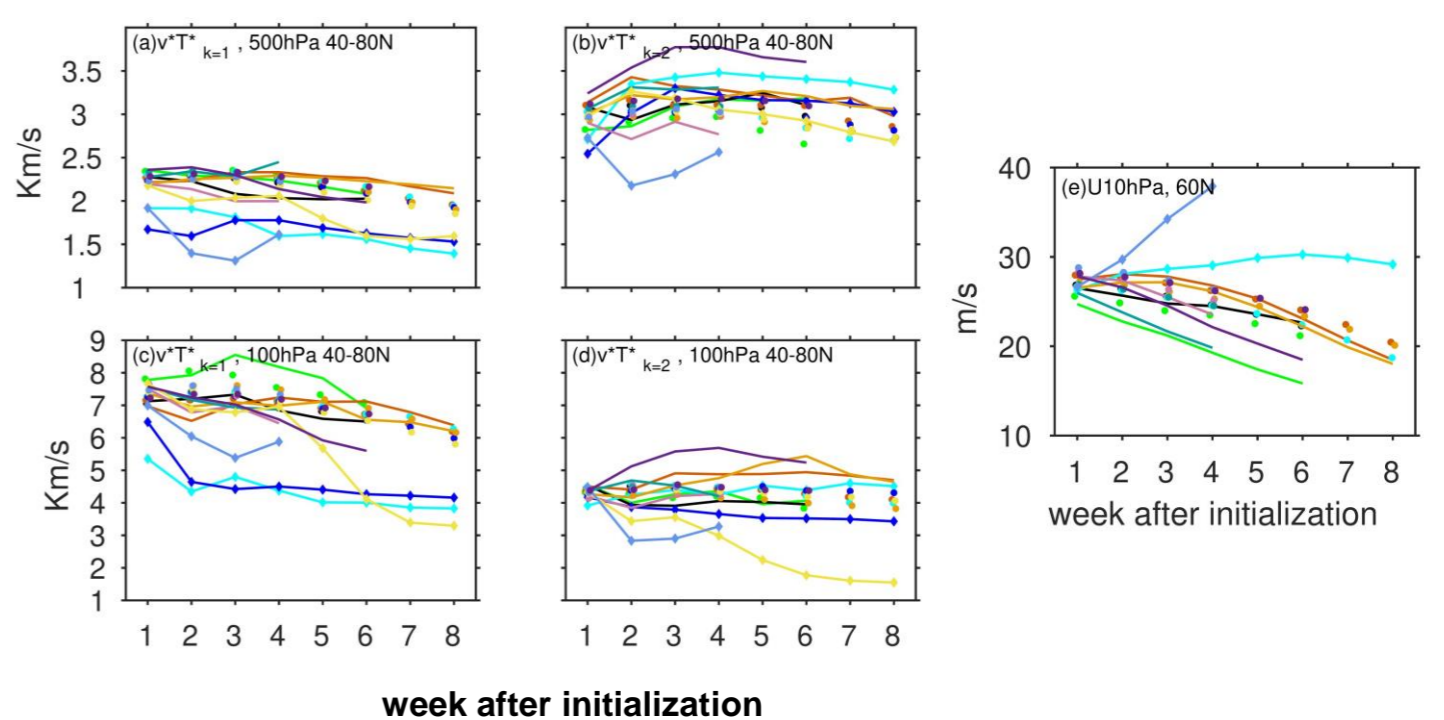 (a)v*T* k=1 , 500hPa 40-80N
(b)v*T* k=2 , 500hPa 40-80N
3.5
3
2.5
2
1.5
1
Km/s
(c)v*T* k=1 , 100hPa 40-80N
(d)v*T* k=2 , 100hPa 40-80N
9
8
7
6
5
4
3
2
1
Km/s
1 2 3 4 5 6 7 8
1 2 3 4 5 6 7 8
week after initialization
(e)U10hPa, 60N
40
30
20
10
m/s
1 2 3 4 5 6 7 8
week after initialization